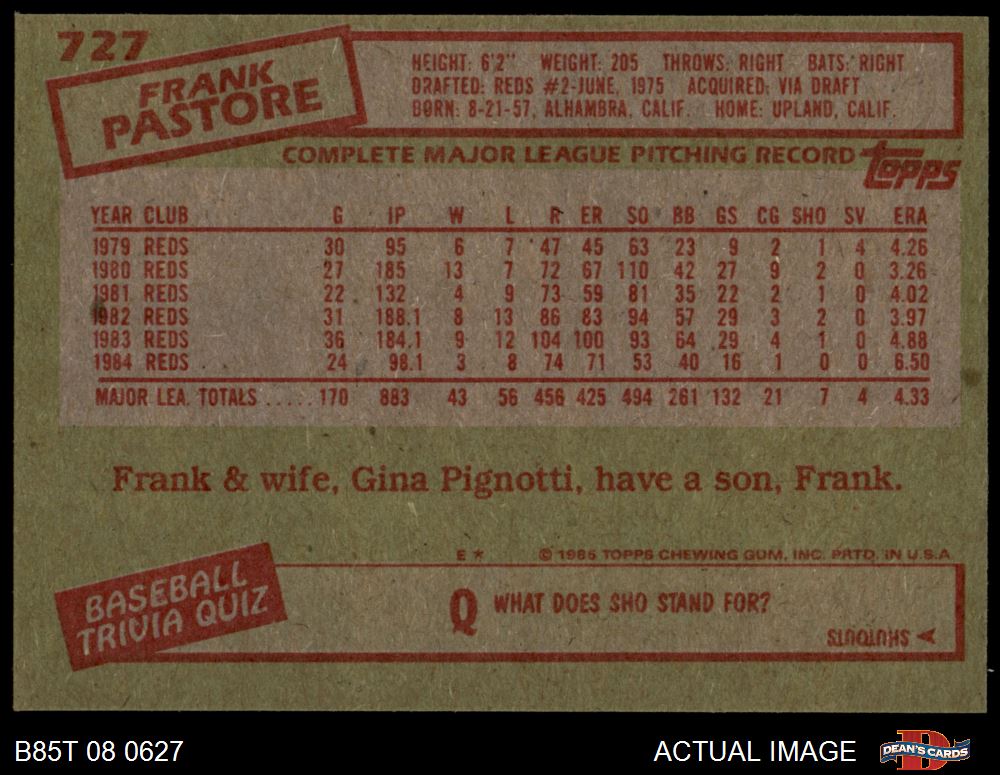 727
FRANK
PASTORE
HEIGHT: 6'2" WEIGHT: 205 THROWS: RIGHT BATS: RIGHT
DRAFTED: REDS #2-JUNE, 1975 ACQUIRED: VIA DRAFT
BORN: 8-21-57, ALHAMBRA, CALIF. HOME: UPLAND, CALIF.
COMPLETE MAJOR LEAGUE PITCHING RECORD topps
YEAR CLUB G IP W L R ER SO BB GS CG SHO SV ERA
1979 REDS 30 95 6 7 47 45 63 23 9 2 1 4 4.26
1980 REDS 27 185 13 7 72 67 110 42 27 9 2 0 3.26
1981 REDS 22 132 4 9 73 59 81 35 22 2 1 0 4.02
1982 REDS 31 188.1 8 13 86 83 94 57 29 3 2 0 3.97
1983 REDS 36 184.1 9 12 104 100 93 64 29 4 1 0 4.88
1984 REDS 24 98.1 3 8 74 71 53 40 16 1 0 0 6.50
MAJOR LEA. TOTALS ..... 170 883 43 56 456 425 494 261 132 21 7 4 4.33
Frank & wife, Gina Pignotti, have a son, Frank.
E * © 1985 TOPPS CHEWING GUM, INC. PRTD. IN U.S.A.
BASEBALL
TRIVIA QUIZ
Q WHAT DOES SHO STAND FOR?
SHUTOUTS
B85T 08 0627
ACTUAL IMAGE
DEAN'S CARDS